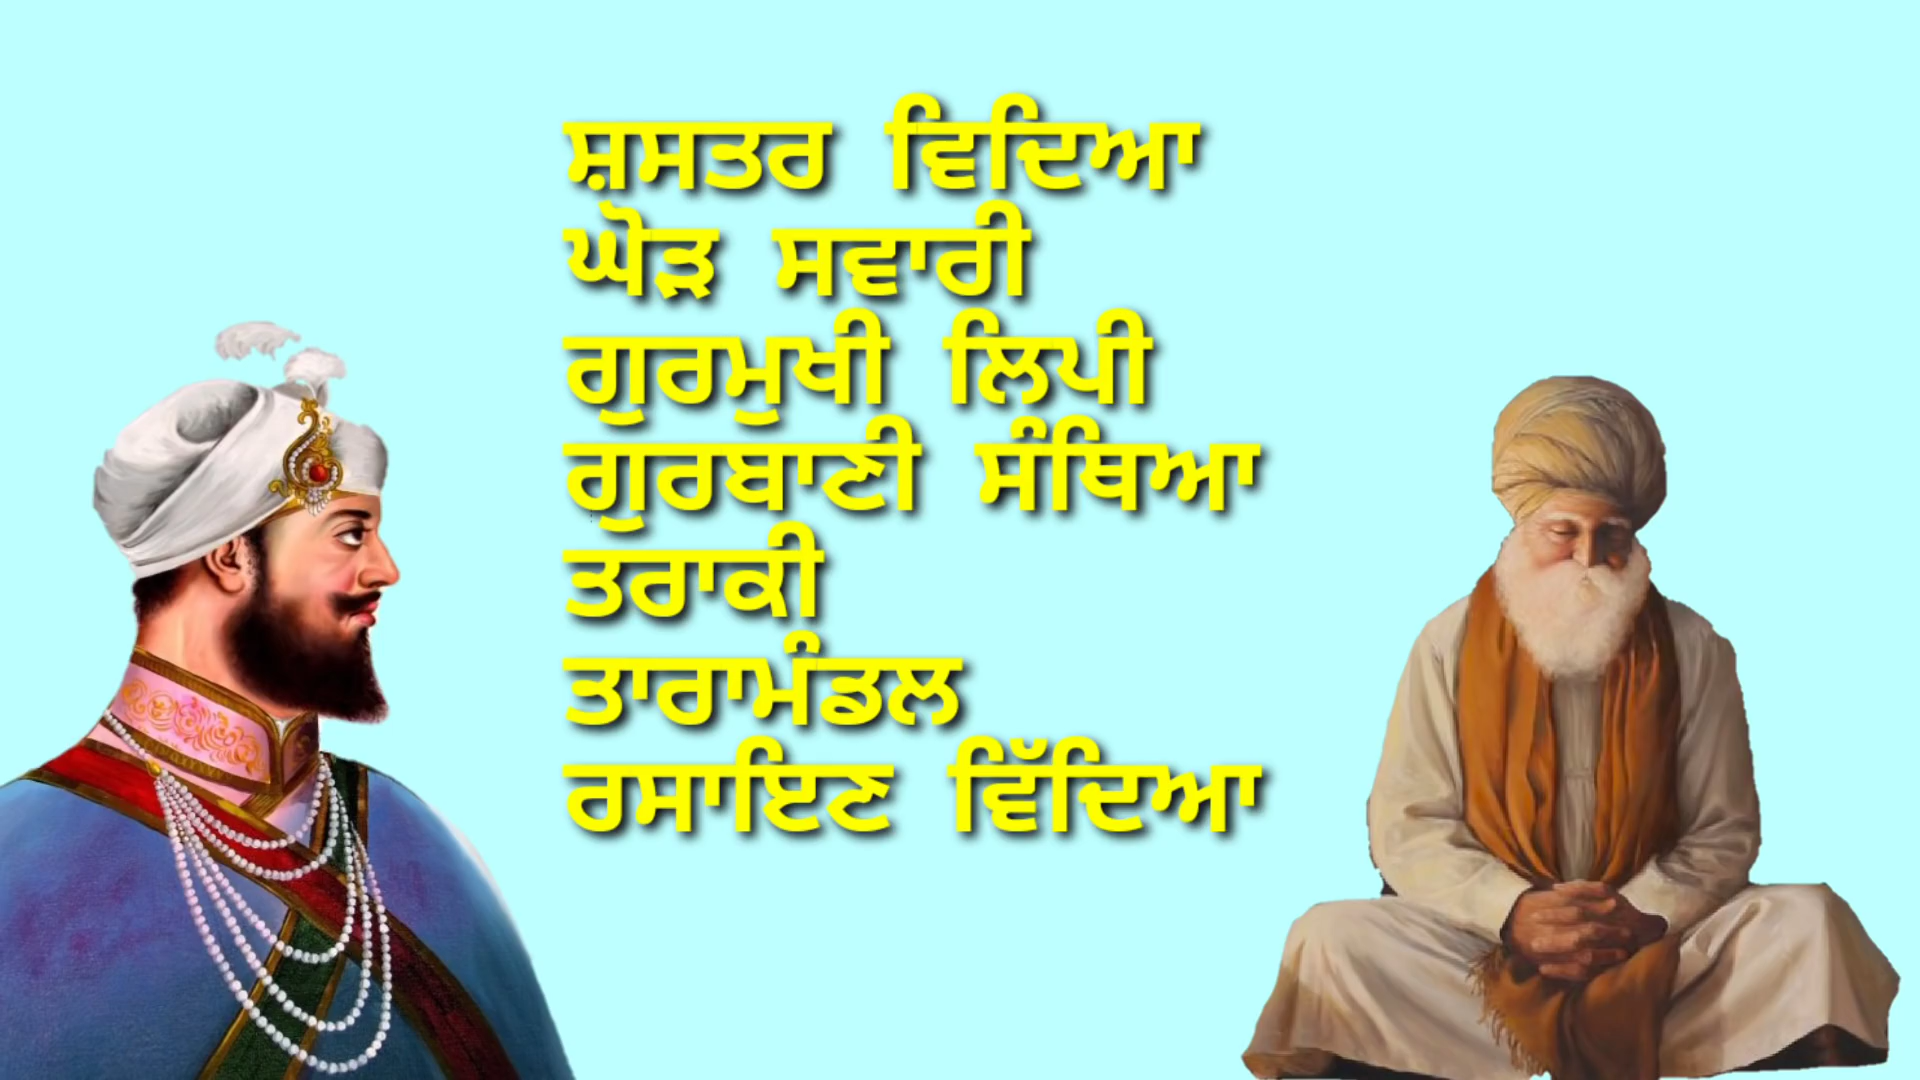 ਸ਼ਸਤਰ ਵਿਦਿਆ
ਘੋੜ ਸਵਾਰੀ
ਗੁਰਮੁਖੀ ਲਿਪੀ
ਗੁਰਬਾਣੀ ਸੰਥਿਆ
ਤਰਾਕੀ
ਤਾਰਾਮੰਡਲ
ਰਸਾਇਣ ਵਿੱਦਿਆ